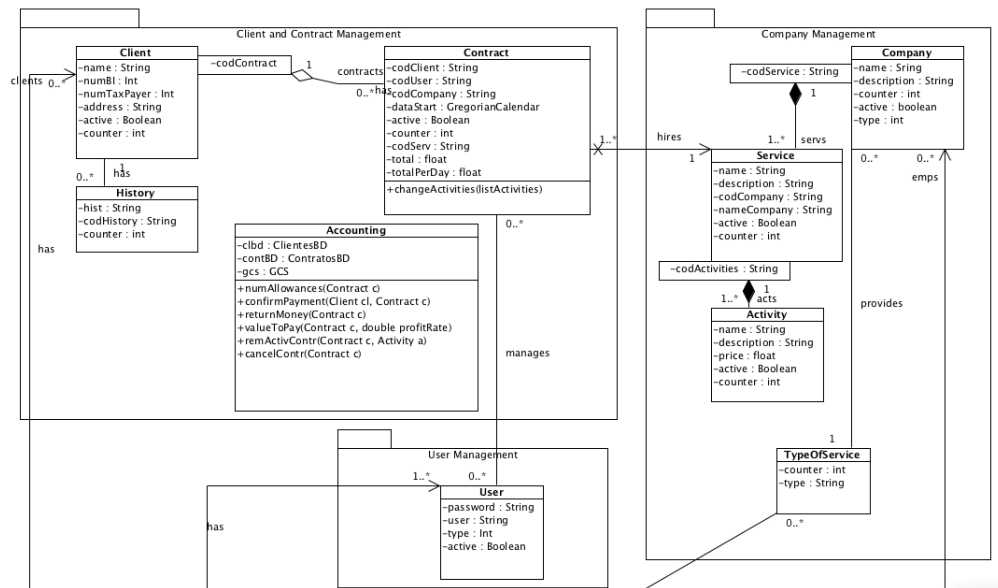 Client and Contract Management
Client
-name : String
-numBI : Int
-numTaxPayer : Int
-address : String
-active : Boolean
-counter : int
-codContract
1
contracts
0..*
has
clients
0..*
Contract
-codClient : String
-codUser : String
-codCompany : String
-dataStart : GregorianCalendar
-active : Boolean
-counter : int
-codServ : String
-total : float
-totalPerDay : float
+changeActivities(listActivities)
1
has
0..*
History
-hist : String
-codHistory : String
-counter : int
has
Accounting
-clbd : ClientesBD
-contBD : ContratosBD
-gcs : GCS
+numAllowances(Contract c)
+confirmPayment(Client cl, Contract c)
+returnMoney(Contract c)
+valueToPay(Contract c, double profitRate)
+remActivContr(Contract c, Activity a)
+cancelContr(Contract c)
0..*
manages
1..*
hires
1
Company Management
Company
-name : Sring
-description : String
-counter : int
-active : boolean
-type : int
-codService : String
1
1..*
servs
0..*
0..*
emps
Service
-name : String
-description : String
-codCompany : String
-nameCompany : String
-active : Boolean
-counter : int
-codActivities : String
1
1..*
acts
Activity
-name : String
-description : String
-price : float
-active : Boolean
-counter : int
provides
1
TypeOfService
-counter : int
-type : String
0..*
User Management
1..*
0..*
has
User
-password : String
-user : String
-type : Int
-active : Boolean